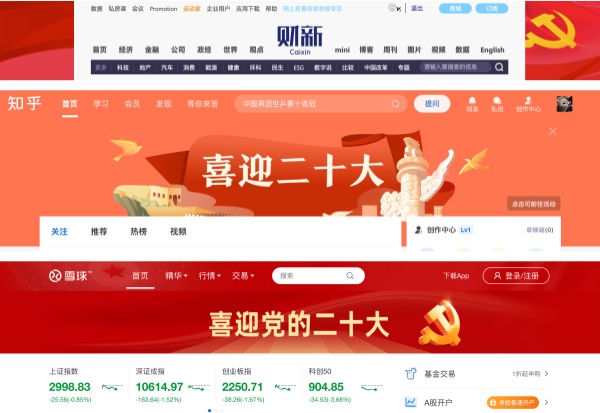 数据 私房课 会议 Promotion 运动家 企业用户 应用下载 帮助 网上有害信息举报专区 退出 商城 订阅
财新
Caixin
首页 经济 金融 公司 政经 世界 观点 mini 博客 周刊 图片 视频 数据 English
更多 科技 地产 汽车 消费 能源 健康 环科 民生 ESG 数字说 比较 中国改革 专题 请输入要搜索的信息
知乎 首页 学习 会员 发现 等你来答 中国男团世乒赛十连冠 提问 消息 私信 创作中心
喜迎二十大
点击可前往活动
关注 推荐 热榜 视频 创作中心 Lv1 草稿箱(0)
雪球 首页 精华 行情 交易 搜索 下载App 登录/注册
喜迎党的二十大
上证指数 深证成指 创业板指 科创50 基金交易 1折起申购
2998.83 10614.97 2250.71 904.85
-25.56(-0.85%) -163.64(-1.52%) -38.26(-1.67%) -34.53(-3.68%) A股开户 体验极速开户